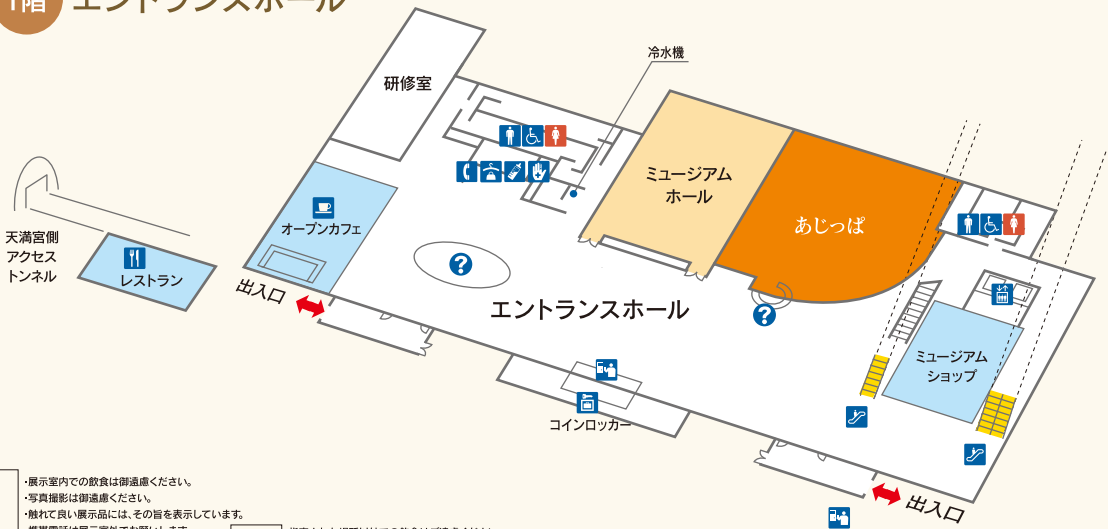 1階 エントランスホール
冷水機
研修室
ミュージアム
ホール
あじっぱ
オープンカフェ
天満宮側
アクセス
トンネル
レストラン
出入口
エントランスホール
ミュージアム
ショップ
コインロッカー
出入口
・展示室内での飲食は御遠慮ください。
・写真撮影は御遠慮ください。
・触れて良い展示品には、その旨を表示しています。